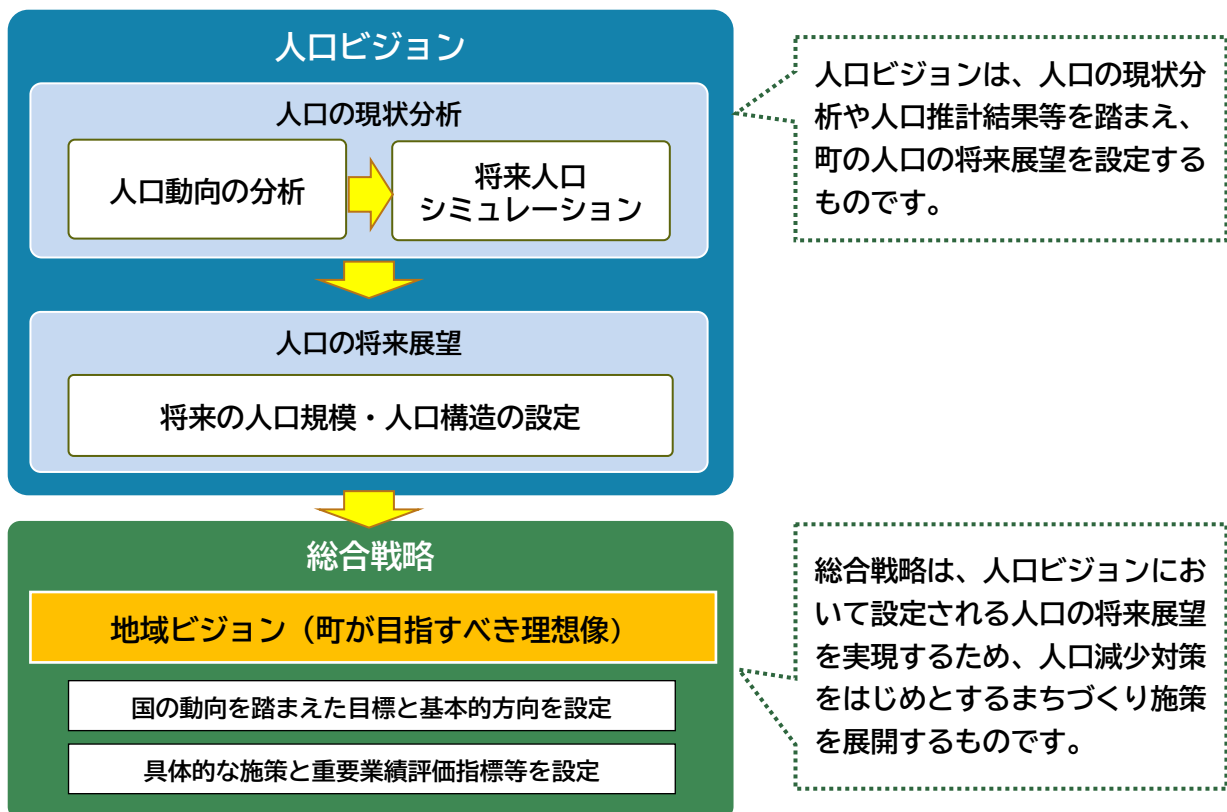 人口ビジョン
人口の現状分析
人口動向の分析
将来人口
シミュレーション
人口の将来展望
将来の人口規模・人口構造の設定
人口ビジョンは、人口の現状分
析や人口推計結果等を踏まえ、
町の人口の将来展望を設定する
ものです。
総合戦略
地域ビジョン（町が目指すべき理想像）
国の動向を踏まえた目標と基本的方向を設定
具体的な施策と重要業績評価指標等を設定
総合戦略は、人口ビジョンにお
いて設定される人口の将来展望
を実現するため、人口減少対策
をはじめとするまちづくり施策
を展開するものです。